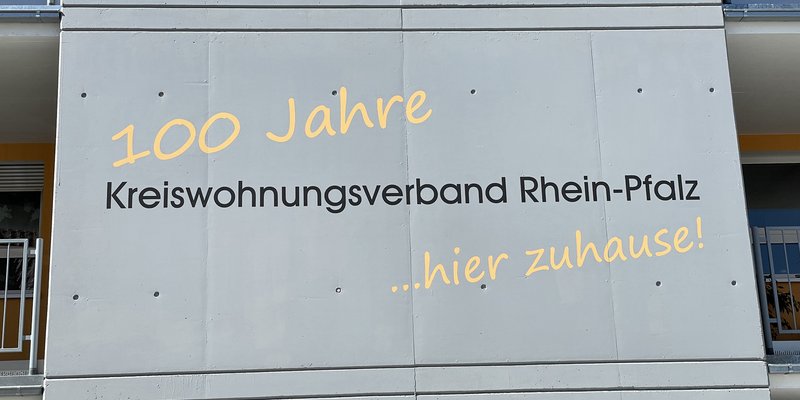 100 Jahre
Kreiswohnungsverband Rhein-Pfalz
...hier zuhause!